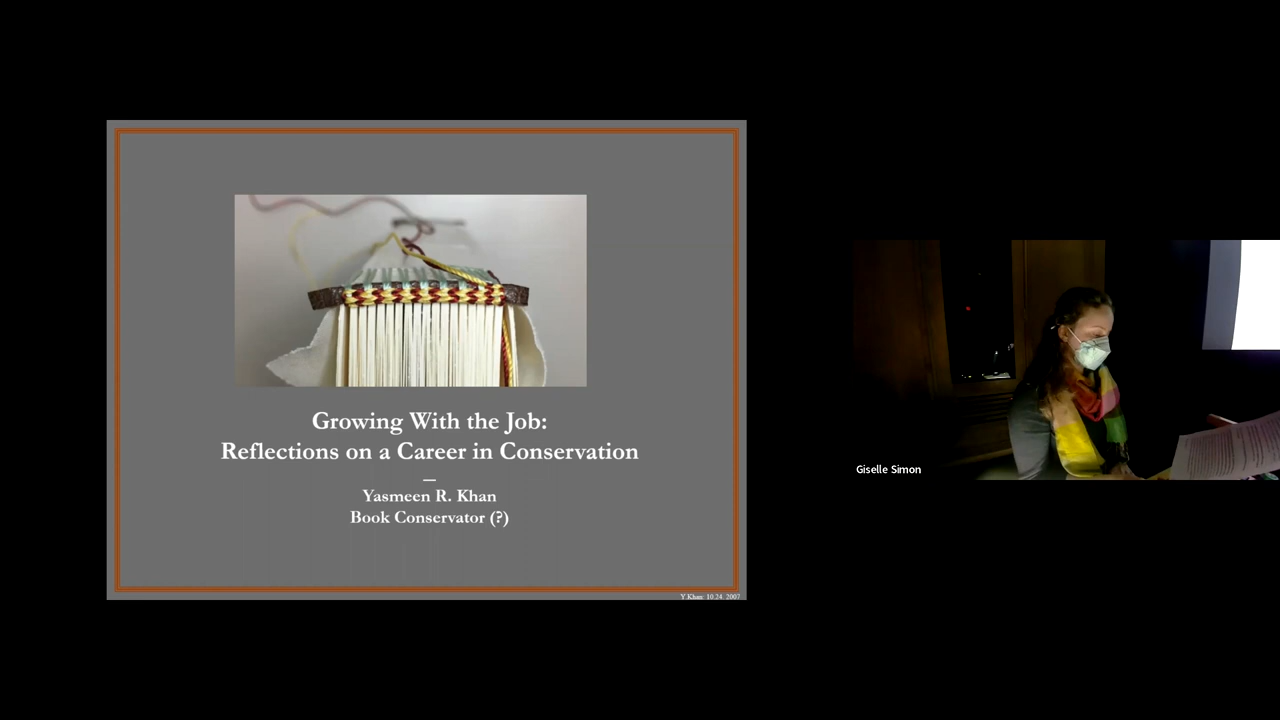 Growing With the Job:
Reflections on a Career in Conservation
Yasmeen R. Khan
Book Conservator (?)
Y Khan: 10.24. 2007
Giselle Simon